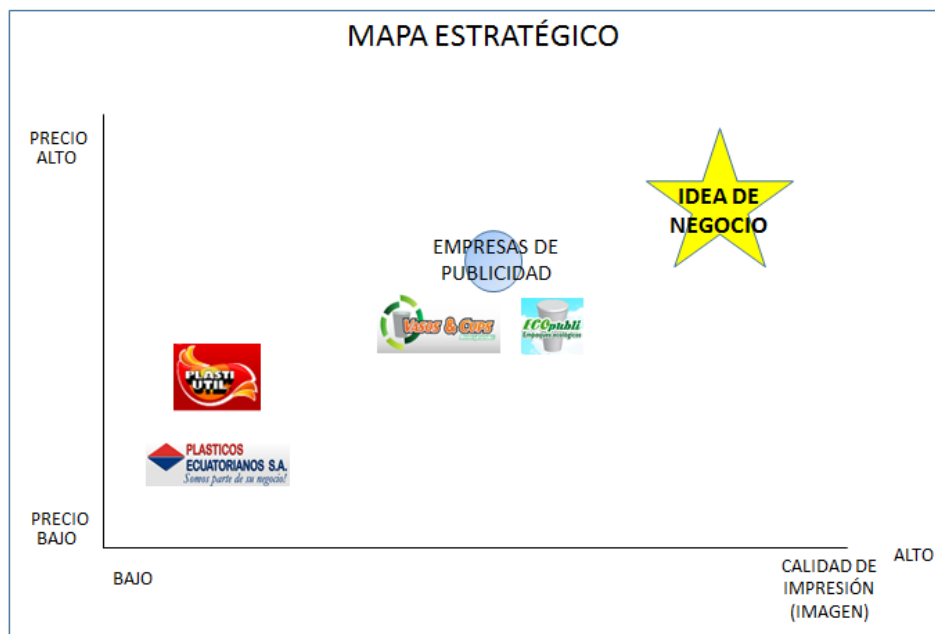 MAPA ESTRATÉGICO
PRECIO
ALTO
IDEA DE
NEGOCIO
EMPRESAS DE
PUBLICIDAD
VASOS & CUPS
ECOpubli
Empaques ecológicos
PLASTI
UTIL
PLASTICOS
ECUATORIANOS S.A.
Somos parte de su negocio!
PRECIO
BAJO
BAJO
CALIDAD DE
IMPRESIÓN
(IMAGEN)
ALTO